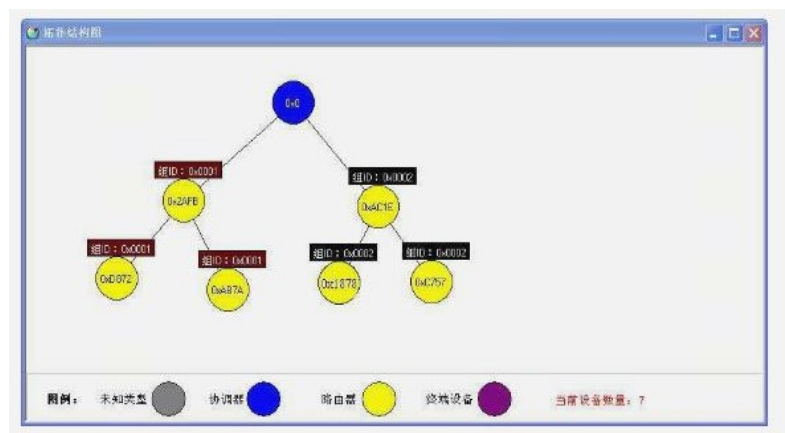 拓扑结构图
0x0
组ID：0x0001
组ID：0x0002
0x2AFB
0xAC1E
组ID：0x0001
组ID：0x0001
组ID：0x0002
组ID：0x0002
0xD872
0xAB7A
0xc1878
0xC757
图例：
未知类型
协调器
路由器
终端设备
当前设备数量：7